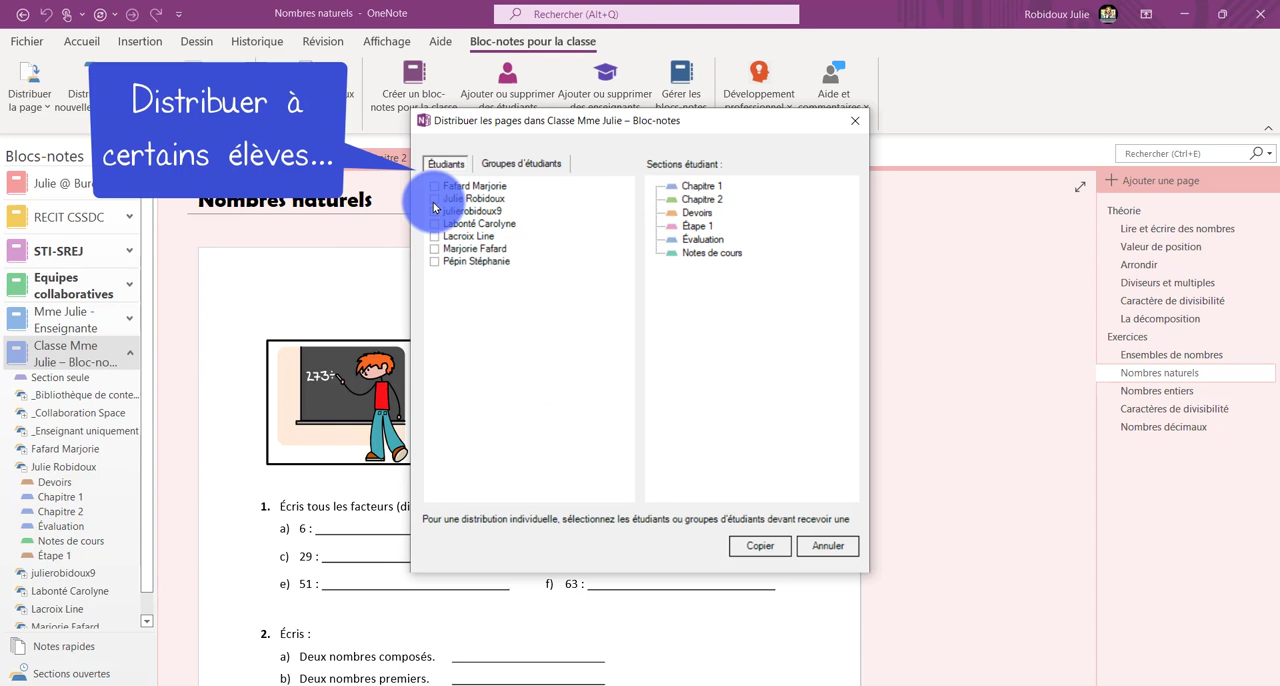 Nombres naturels - OneNote
Rechercher (Alt+Q)
Robidoux Julie
Fichier Accueil Insertion Dessin Historique Révision Affichage Aide Bloc-notes pour la classe
Distribuer
la page
nouvelle
Créer un bloc-
notes pour la classe
Ajouter ou supprimer
des étudiants
Ajouter ou supprimer
des enseignants
Gérer les
blocs-notes
Développement
professionnel
Aide et
commentaires
Distribuer à
certains élèves...
Blocs-notes
Julie @ Bur
RECIT CSSDC
STI-SREJ
Equipes
collaboratives
Mme Julie -
Enseignante
Classe Mme
Julie – Bloc-no...
Section seule
_Bibliothèque de conte...
_Collaboration Space
_Enseignant uniquement
Fafard Marjorie
Julie Robidoux
Devoirs
Chapitre 1
Chapitre 2
Évaluation
Notes de cours
Étape 1
julierobidoux9
Labonté Carolyne
Lacroix Line
Marjorie Fafard
Notes rapides
Sections ouvertes
Nombres naturels
273÷
1. Écris tous les facteurs (di
a) 6 :
c) 29 :
e) 51 :
f) 63 :
2. Écris :
a) Deux nombres composés.
b) Deux nombres premiers.
Distribuer les pages dans Classe Mme Julie – Bloc-notes
Étudiants Groupes d'étudiants
Fafard Marjorie
Julie Robidoux
julierobidoux9
Labonté Carolyne
Lacroix Line
Marjorie Fafard
Pépin Stéphanie
Sections étudiant :
Chapitre 1
Chapitre 2
Devoirs
Étape 1
Évaluation
Notes de cours
Pour une distribution individuelle, sélectionnez les étudiants ou groupes d'étudiants devant recevoir une
Copier Annuler
Rechercher (Ctrl+E)
Ajouter une page
Théorie
Lire et écrire des nombres
Valeur de position
Arrondir
Diviseurs et multiples
Caractère de divisibilité
La décomposition
Exercices
Ensembles de nombres
Nombres naturels
Nombres entiers
Caractères de divisibilité
Nombres décimaux